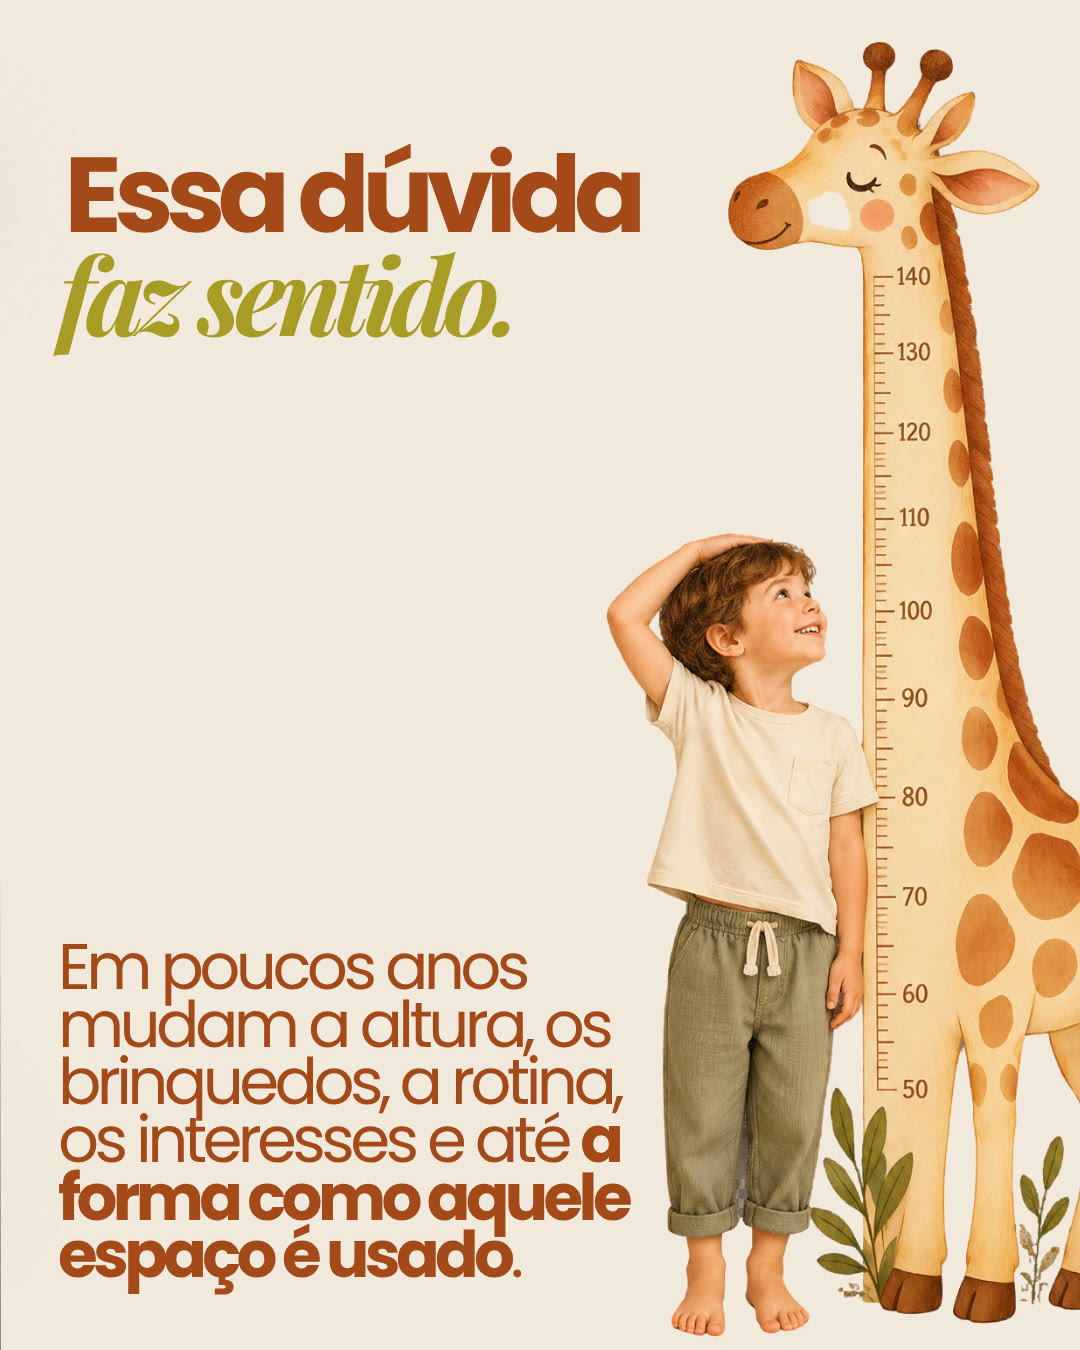 Essa dúvida
faz sentido.
140
130
120
110
100
90
80
70
60
50
Em poucos anos
mudam a altura, os
brinquedos, a rotina,
os interesses e até a
forma como aquele
espaço é usado.